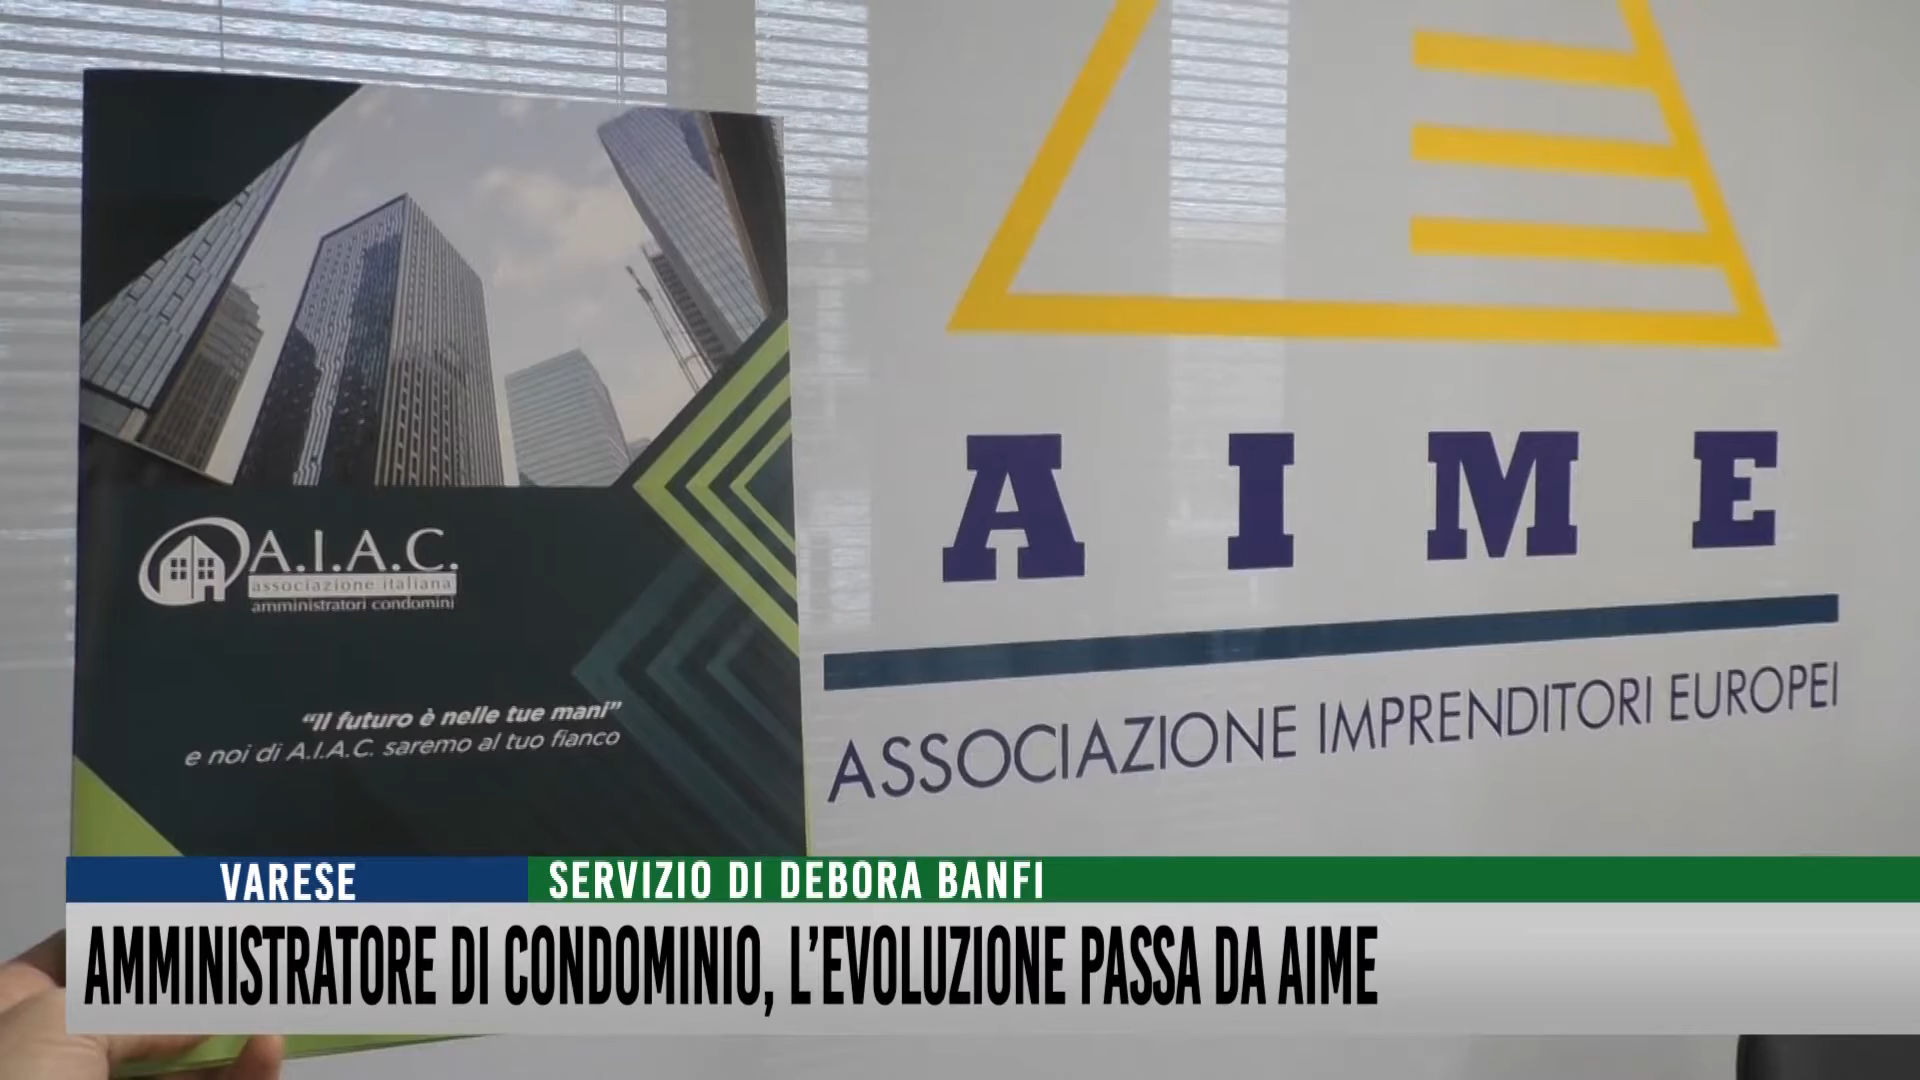 A.I.A.C.
associazione italiana
amministratori condomini
“Il futuro è nelle tue mani”
e noi di A.I.A.C. saremo al tuo fianco
AIME
ASSOCIAZIONE IMPRENDITORI EUROPEI
VARESE
SERVIZIO DI DEBORA BANFI
AMMINISTRATORE DI CONDOMINIO, L'EVOLUZIONE PASSA DA AIME